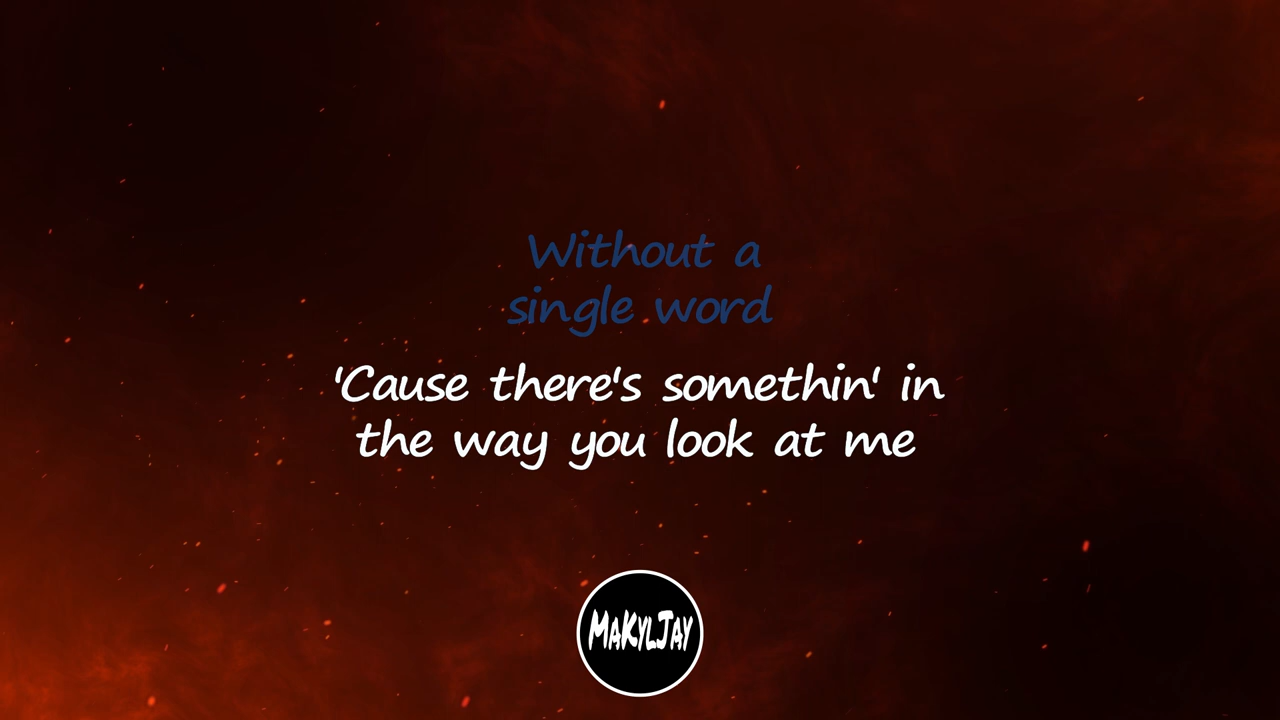 Without a
single word
'Cause there's somethin' in
the way you look at me
MAKYLJAY